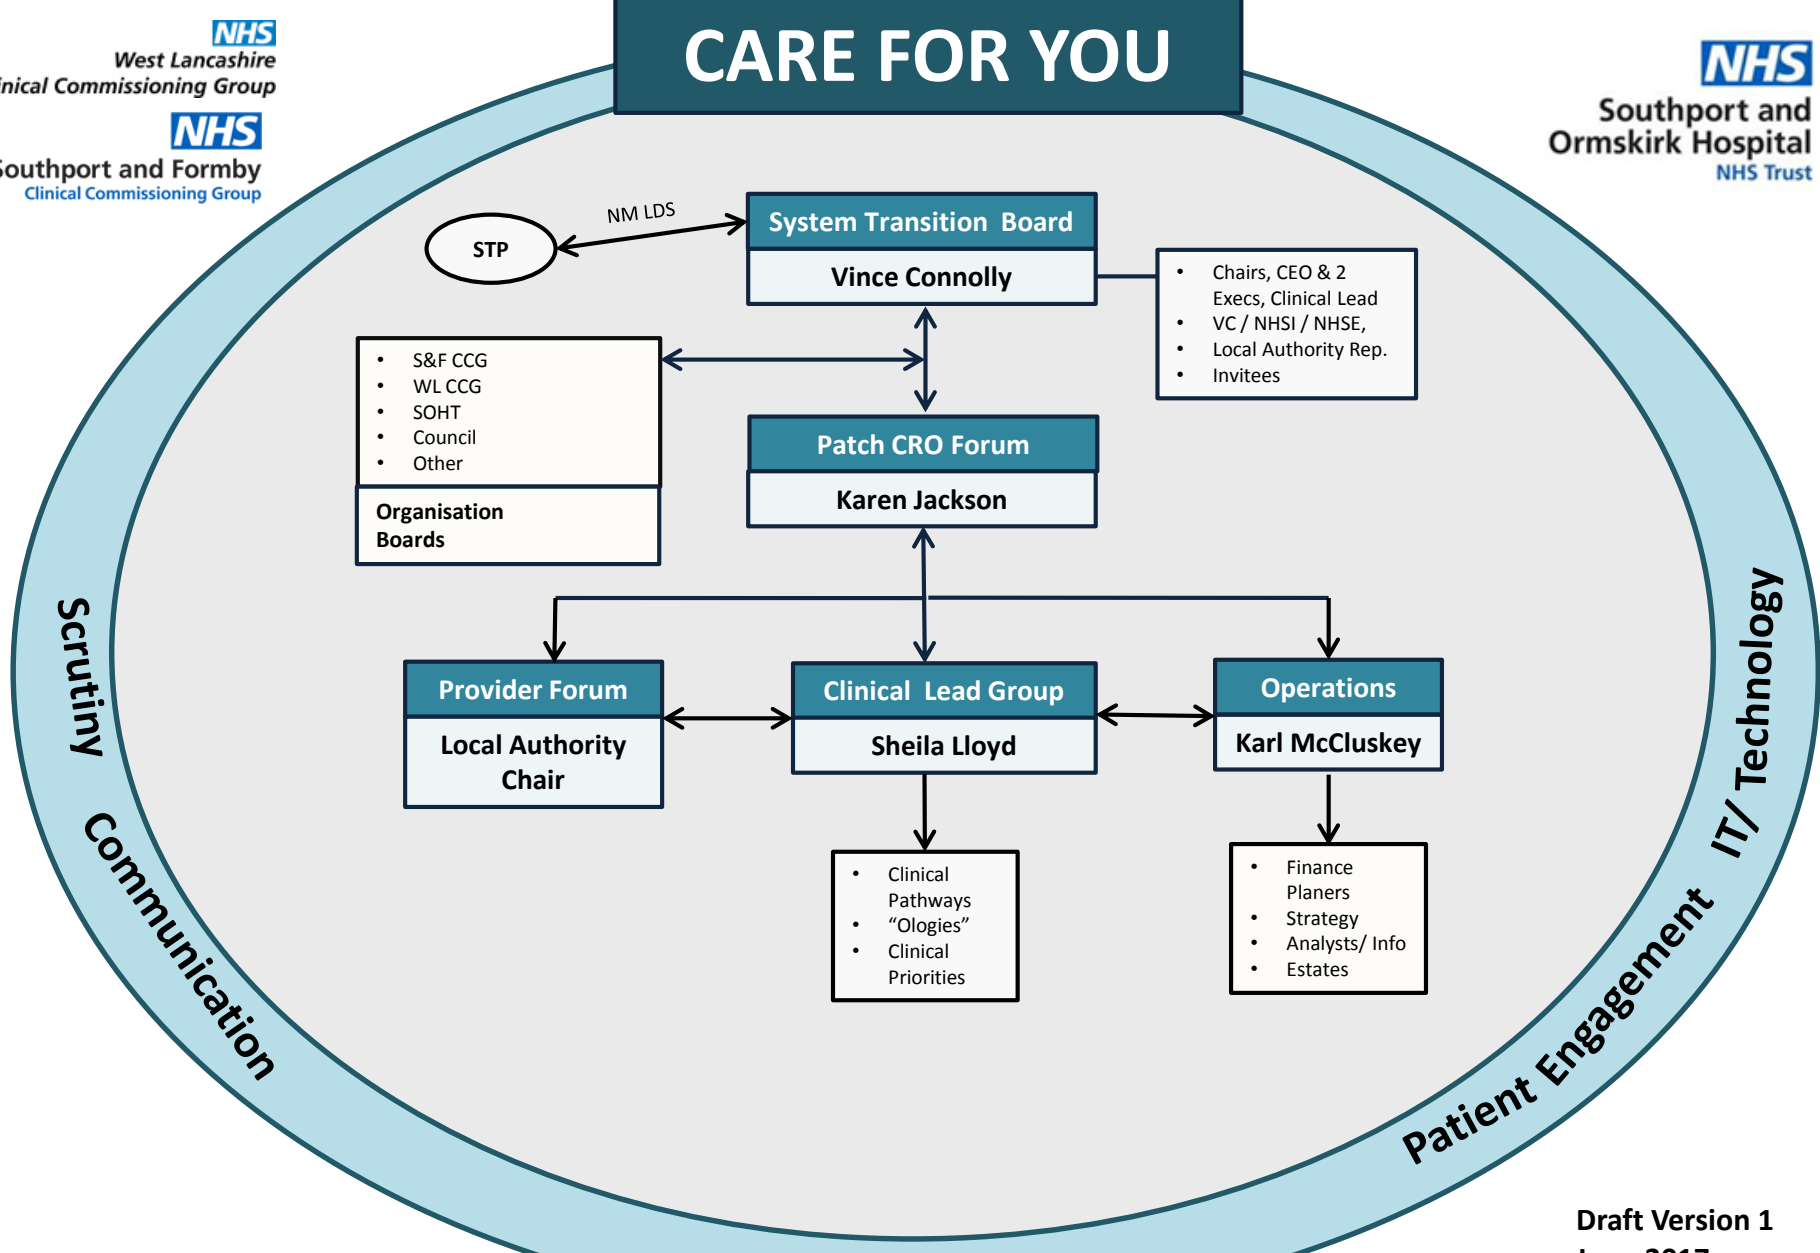 CARE FOR YOU
NHS
West Lancashire
Clinical Commissioning Group
NHS
Southport and Formby
Clinical Commissioning Group
NHS
Southport and
Ormskirk Hospital
NHS Trust
STP
NM LDS
System Transition Board
Vince Connolly
• Chairs, CEO & 2
Execs, Clinical Lead
• VC / NHSI / NHSE,
• Local Authority Rep.
• Invitees
• S&F CCG
• WL CCG
• SOHT
• Council
• Other
Organisation
Boards
Patch CRO Forum
Karen Jackson
Provider Forum
Local Authority
Chair
Clinical Lead Group
Sheila Lloyd
Operations
Karl McCluskey
• Clinical
Pathways
• “Ologies”
• Clinical
Priorities
• Finance
Planers
• Strategy
• Analysts/ Info
• Estates
Scrutiny
Communication
Patient Engagement
IT/ Technology
Draft Version 1
2017